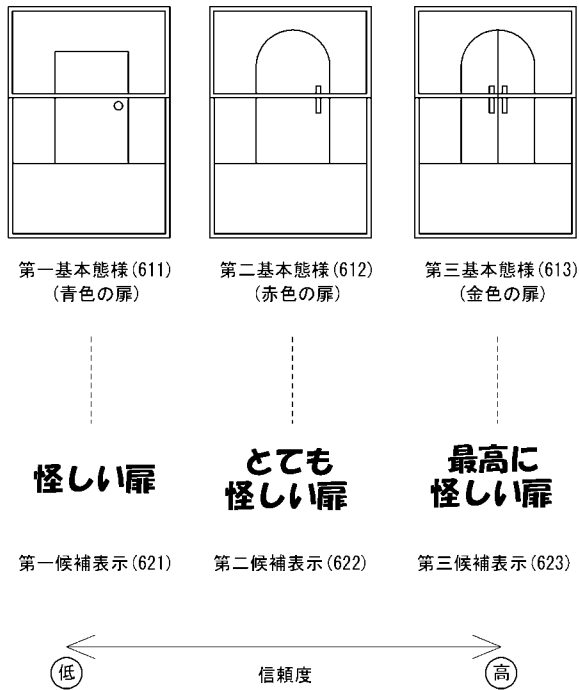 第一基本態様(611)
(青色の扉)
第二基本態様(612)
(赤色の扉)
第三基本態様(613)
(金色の扉)
怪しい扉
とても
怪しい扉
最高に
怪しい扉
第一候補表示(621)
第二候補表示(622)
第三候補表示(623)
低
信頼度
高